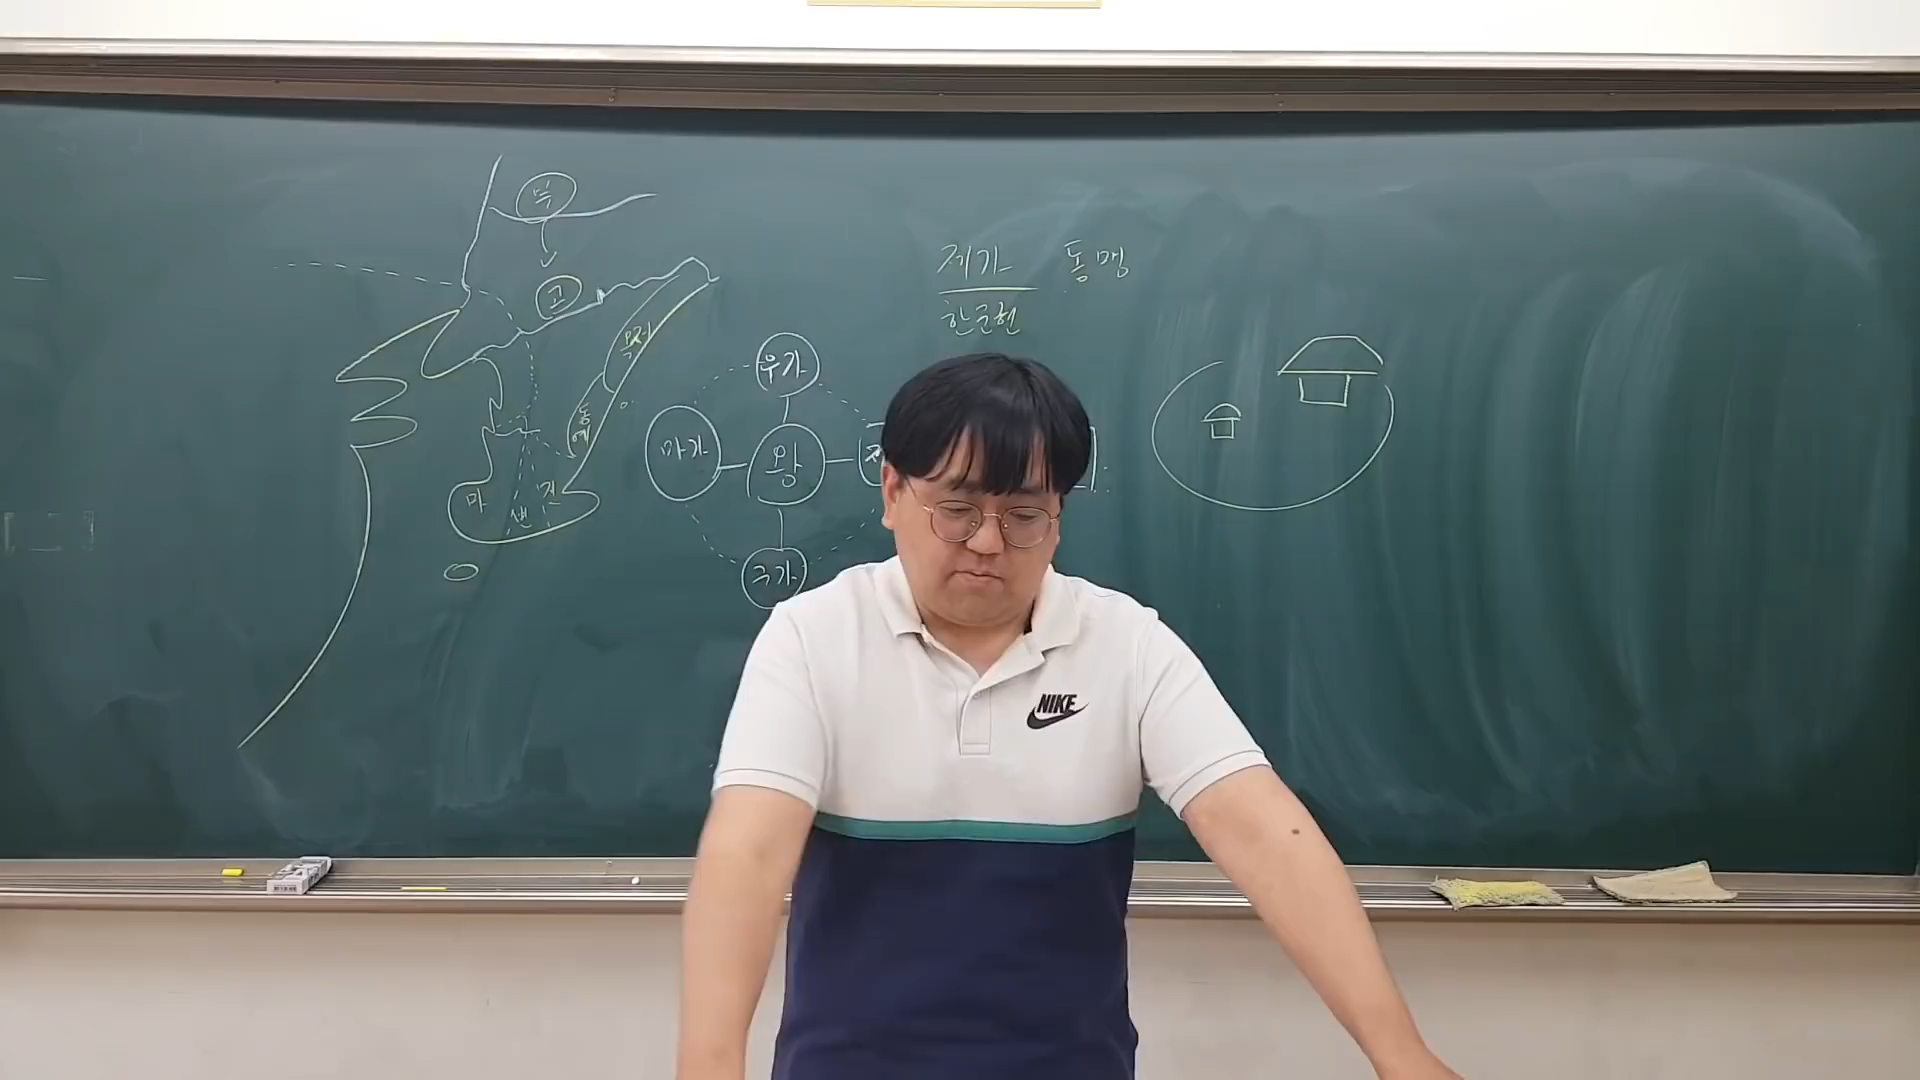 부
고
옥저
동예
마
변
진
우가
마가
왕
구가
제가
동맹
한군현
NIKE